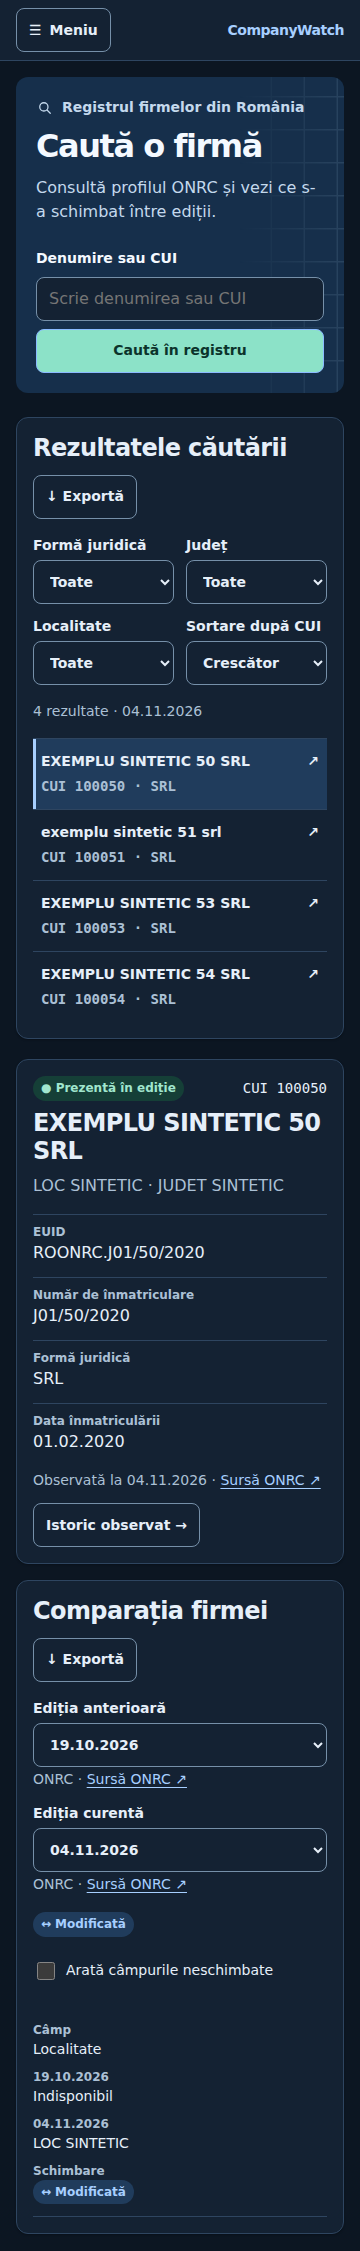 ☰ Meniu
CompanyWatch
Registrul firmelor din România
Caută o firmă
Consultă profilul ONRC și vezi ce s-
a schimbat între ediții.
Denumire sau CUI
Scrie denumirea sau CUI
Caută în registru
Rezultatele căutării
↓ Exportă
Formă juridică
Județ
Toate
Toate
Localitate
Sortare după CUI
Toate
Crescător
4 rezultate · 04.11.2026
EXEMPLU SINTETIC 50 SRL ↗
CUI 100050 · SRL
exemplu sintetic 51 srl ↗
CUI 100051 · SRL
EXEMPLU SINTETIC 53 SRL ↗
CUI 100053 · SRL
EXEMPLU SINTETIC 54 SRL ↗
CUI 100054 · SRL
● Prezentă în ediție
CUI 100050
EXEMPLU SINTETIC 50
SRL
LOC SINTETIC · JUDET SINTETIC
EUID
ROONRC.J01/50/2020
Număr de înmatriculare
J01/50/2020
Formă juridică
SRL
Data înmatriculării
01.02.2020
Observată la 04.11.2026 · Sursă ONRC ↗
Istoric observat →
Comparația firmei
↓ Exportă
Ediția anterioară
19.10.2026
ONRC · Sursă ONRC ↗
Ediția curentă
04.11.2026
ONRC · Sursă ONRC ↗
↔ Modificată
Arată câmpurile neschimbate
Câmp
Localitate
19.10.2026
Indisponibil
04.11.2026
LOC SINTETIC
Schimbare
↔ Modificată